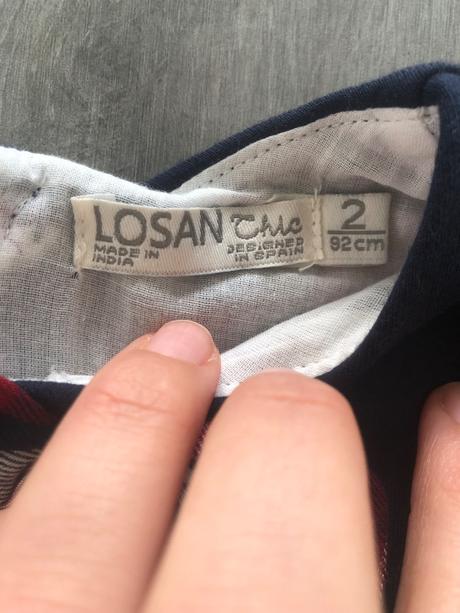 LOSAN Chic
MADE IN INDIA
DESIGNED IN SPAIN
2
92cm